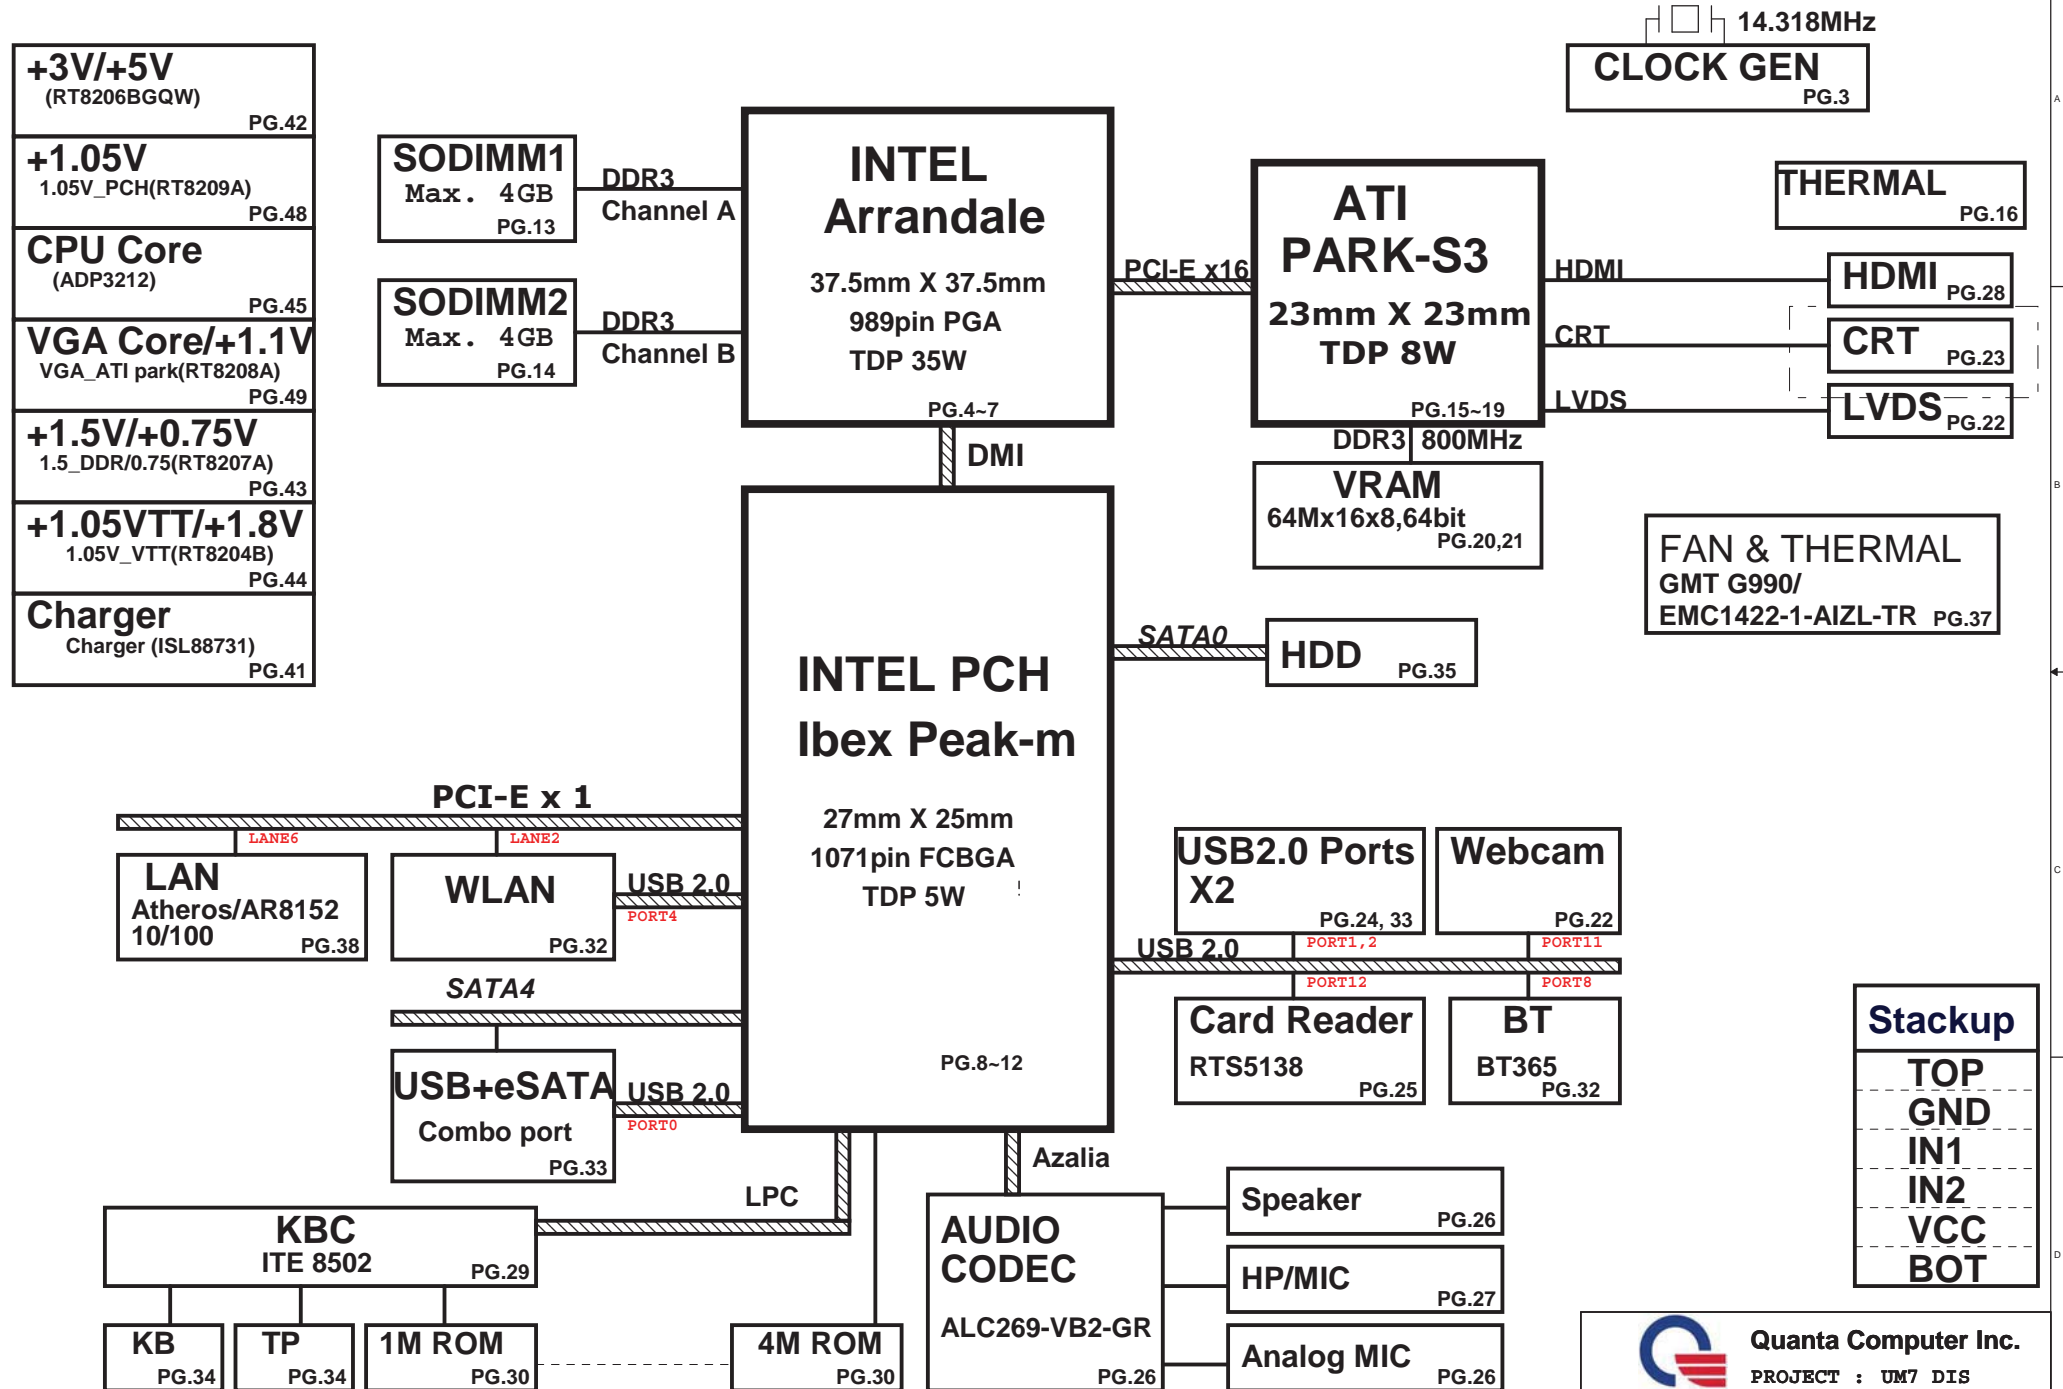 14.318MHz
CLOCK GEN
PG.3
+3V/+5V
(RT8206BGQW)
PG.42
+1.05V
1.05V_PCH(RT8209A)
PG.48
CPU Core
(ADP3212)
PG.45
VGA Core/+1.1V
VGA_ATI park(RT8208A)
PG.49
+1.5V/+0.75V
1.5_DDR/0.75(RT8207A)
PG.43
+1.05VTT/+1.8V
1.05V_VTT(RT8204B)
PG.44
Charger
Charger (ISL88731)
PG.41
SODIMM1
Max. 4GB
PG.13
DDR3
Channel A
SODIMM2
Max. 4GB
PG.14
DDR3
Channel B
INTEL
Arrandale
37.5mm X 37.5mm
989pin PGA
TDP 35W
PG.4~7
PCI-E x16
ATI
PARK-S3
23mm X 23mm
TDP 8W
PG.15~19
THERMAL
PG.16
HDMI
HDMI
PG.28
CRT
CRT
PG.23
LVDS
LVDS
PG.22
A
DMI
DDR3 800MHz
VRAM
64Mx16x8,64bit
PG.20,21
B
FAN & THERMAL
GMT G990/
EMC1422-1-AIZL-TR PG.37
INTEL PCH
Ibex Peak-m
27mm X 25mm
1071pin FCBGA
TDP 5W
PG.8~12
SATA0
HDD
PG.35
PCI-E x 1
LANE6
LANE2
LAN
Atheros/AR8152
10/100
PG.38
WLAN
PG.32
USB 2.0
PORT4
USB2.0 Ports
X2
PG.24, 33
Webcam
PG.22
C
USB 2.0
PORT1,2
PORT11
PORT12
PORT8
Card Reader
RTS5138
PG.25
BT
BT365
PG.32
SATA4
USB+eSATA
Combo port
PG.33
USB 2.0
PORT0
Stackup
TOP
GND
IN1
IN2
VCC
BOT
D
LPC
Azalia
KBC
ITE 8502
PG.29
KB
PG.34
TP
PG.34
1M ROM
PG.30
4M ROM
PG.30
AUDIO
CODEC
ALC269-VB2-GR
PG.26
Speaker
PG.26
HP/MIC
PG.27
Analog MIC
PG.26
Quanta Computer Inc.
PROJECT : UM7 DIS